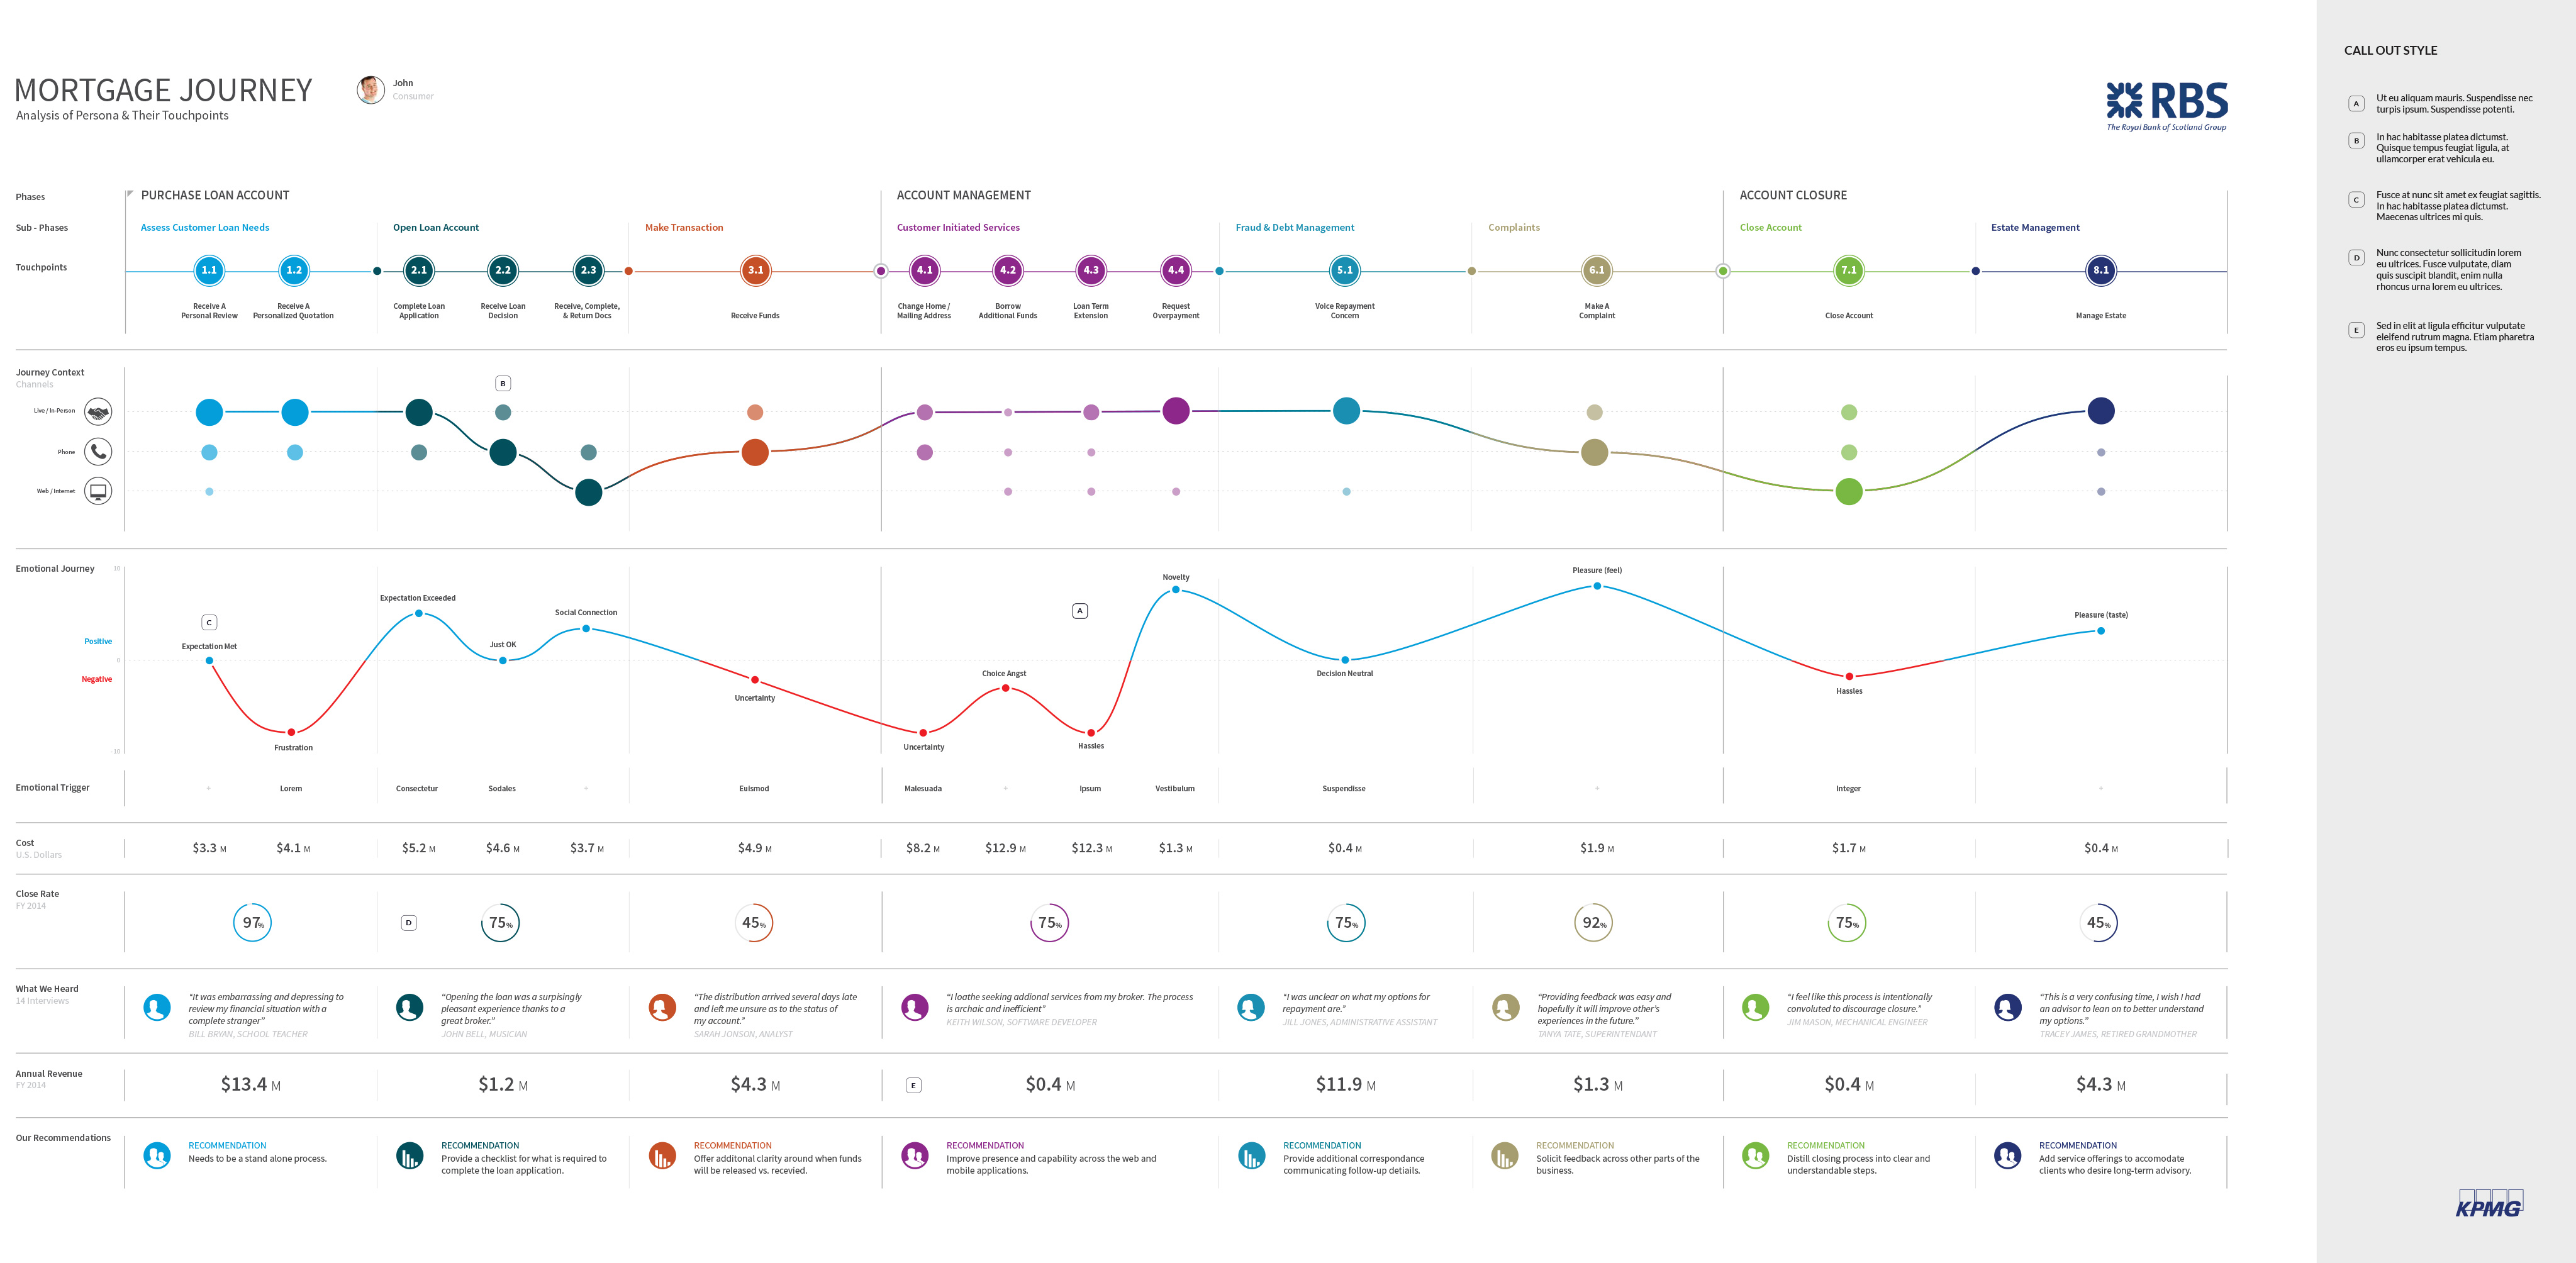 CALL OUT STYLE
A
Ut eu aliquam mauris. Suspendisse nec
turpis ipsum. Suspendisse potenti.
B
In hac habitasse platea dictumst.
Quisque tempus feugiat ligula, at
ullamcorper erat vehicula eu.
C
Fusce at nunc sit amet ex feugiat sagittis.
In hac habitasse platea dictumst.
Maecenas ultrices mi quis.
D
Nunc consectetur sollicitudin lorem
eu ultrices. Fusce vulputate, diam
quis suscipit blandit, enim nulla
rhoncus urna lorem eu ultrices.
E
Sed in elit at ligula efficitur vulputate
eleifend rutrum magna. Etiam pharetra
eros eu ipsum tempus.
MORTGAGE JOURNEY
Analysis of Persona & Their Touchpoints
John
Consumer
RBS
The Royal Bank of Scotland Group
Phases
PURCHASE LOAN ACCOUNT
ACCOUNT MANAGEMENT
ACCOUNT CLOSURE
Sub - Phases
Assess Customer Loan Needs
Open Loan Account
Make Transaction
Customer Initiated Services
Fraud & Debt Management
Complaints
Close Account
Estate Management
Touchpoints
1.1
1.2
2.1
2.2
2.3
3.1
4.1
4.2
4.3
4.4
5.1
6.1
7.1
8.1
Receive A
Personal Review
Receive A
Personalized Quotation
Complete Loan
Application
Receive Loan
Decision
Receive, Complete,
& Return Docs
Receive Funds
Change Home /
Mailing Address
Borrow
Additional Funds
Loan Term
Extension
Request
Overpayment
Voice Repayment
Concern
Make A
Complaint
Close Account
Manage Estate
Journey Context
Channels
B
Live / In-Person
Phone
Web / Internet
Emotional Journey
10
Positive
0
Negative
-10
C
Expectation Met
Frustration
Expectation Exceeded
Just OK
Social Connection
Uncertainty
Uncertainty
Choice Angst
A
Hassles
Novelty
Decision Neutral
Pleasure (feel)
Hassles
Pleasure (taste)
Emotional Trigger
+
Lorem
Consectetur
Sodales
+
Euismod
Malesuada
+
Ipsum
Vestibulum
Suspendisse
+
Integer
+
Cost
U.S. Dollars
$3.3 M
$4.1 M
$5.2 M
$4.6 M
$3.7 M
$4.9 M
$8.2 M
$12.9 M
$12.3 M
$1.3 M
$0.4 M
$1.9 M
$1.7 M
$0.4 M
Close Rate
FY 2014
97%
D
75%
45%
75%
75%
92%
75%
45%
What We Heard
14 Interviews
“It was embarrassing and depressing to
review my financial situation with a
complete stranger”
BILL BRYAN, SCHOOL TEACHER
“Opening the loan was a surpisingly
pleasant experience thanks to a
great broker.”
JOHN BELL, MUSICIAN
“The distribution arrived several days late
and left me unsure as to the status of
my account.”
SARAH JONSON, ANALYST
“I loathe seeking addional services from my broker. The process
is archaic and inefficient”
KEITH WILSON, SOFTWARE DEVELOPER
“I was unclear on what my options for
repayment are.”
JILL JONES, ADMINISTRATIVE ASSISTANT
“Providing feedback was easy and
hopefully it will improve other’s
experiences in the future.”
TANYA TATE, SUPERINTENDANT
“I feel like this process is intentionally
convoluted to discourage closure.”
JIM MASON, MECHANICAL ENGINEER
“This is a very confusing time, I wish I had
an advisor to lean on to better understand
my options.”
TRACEY JAMES, RETIRED GRANDMOTHER
Annual Revenue
FY 2014
$13.4 M
$1.2 M
$4.3 M
E
$0.4 M
$11.9 M
$1.3 M
$0.4 M
$4.3 M
Our Recommendations
RECOMMENDATION
Needs to be a stand alone process.
RECOMMENDATION
Provide a checklist for what is required to
complete the loan application.
RECOMMENDATION
Offer additonal clarity around when funds
will be released vs. recevied.
RECOMMENDATION
Improve presence and capability across the web and
mobile applications.
RECOMMENDATION
Provide additional correspondance
communicating follow-up detiails.
RECOMMENDATION
Solicit feedback across other parts of the
business.
RECOMMENDATION
Distill closing process into clear and
understandable steps.
RECOMMENDATION
Add service offerings to accomodate
clients who desire long-term advisory.
KPMG